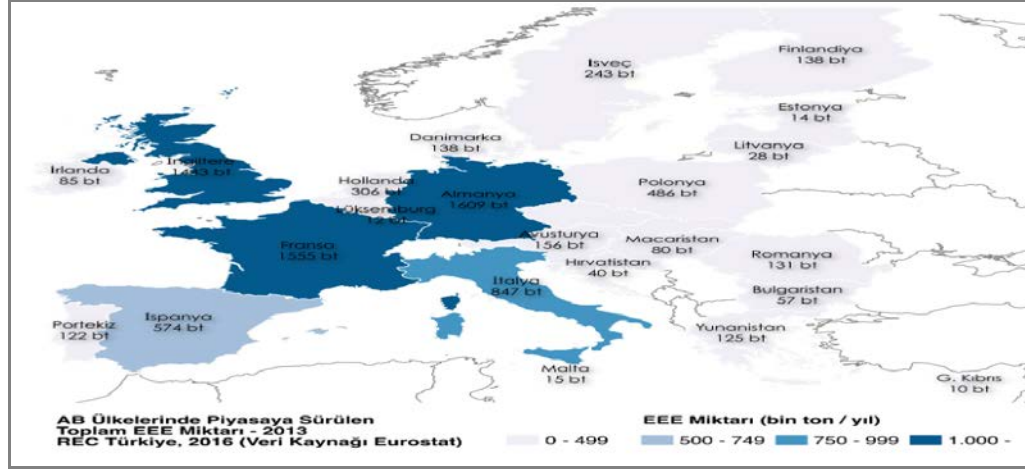 Finlandiya
138 bt
İsveç
243 bt
Estonya
14 bt
Danimarka
138 bt
Litvanya
28 bt
İngiltere
1443 bt
İrlanda
85 bt
Hollanda
306 bt
Almanya
1609 bt
Polonya
486 bt
Lüksemburg
12 bt
Avusturya
156 bt
Macaristan
80 bt
Fransa
1555 bt
Romanya
131 bt
Hırvatistan
40 bt
İtalya
847 bt
Bulgaristan
57 bt
Portekiz
122 bt
İspanya
574 bt
Yunanistan
125 bt
Malta
15 bt
G. Kıbrıs
10 bt
AB Ülkelerinde Piyasaya Sürülen
Toplam EEE Miktarı - 2013
REC Türkiye, 2016 (Veri Kaynağı Eurostat)
EEE Miktarı (bin ton / yıl)
0 - 499 500 - 749 750 - 999 1.000 -